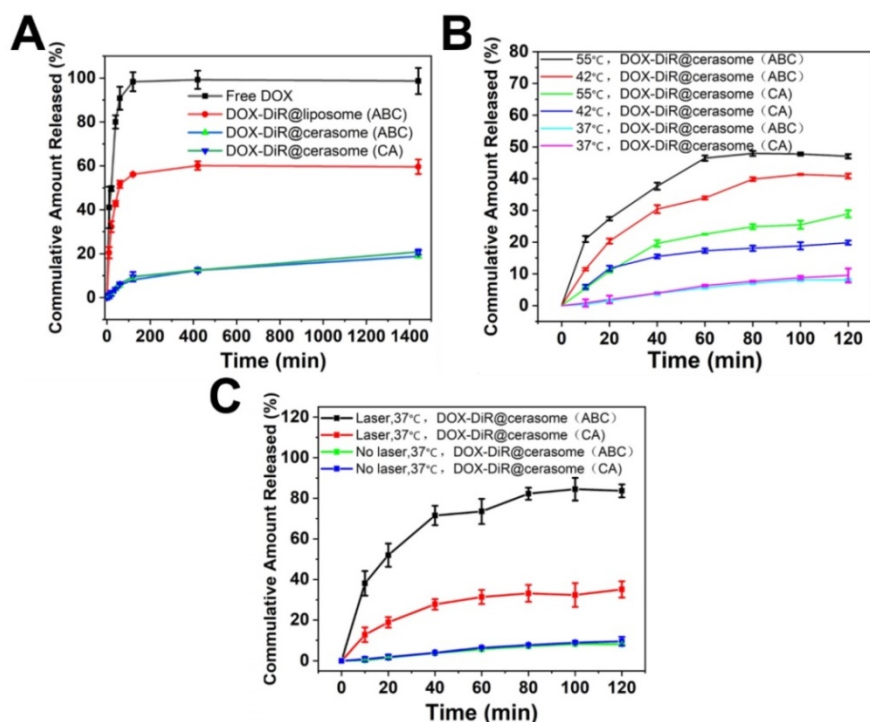 A
Commulative Amount Released (%)
100
80
60
40
20
0
Free DOX
DOX-DiR@liposome (ABC)
DOX-DiR@cerasome (ABC)
DOX-DiR@cerasome (CA)
0 200 400 600 800 1000 1200 1400
Time (min)
B
Commulative Amount Released (%)
80
70
60
50
40
30
20
10
0
55℃， DOX-DiR@cerasome（ABC）
42℃， DOX-DiR@cerasome（ABC）
55℃， DOX-DiR@cerasome（CA）
42℃， DOX-DiR@cerasome（CA）
37℃， DOX-DiR@cerasome（ABC）
37℃， DOX-DiR@cerasome（CA）
0 20 40 60 80 100 120
Time (min)
C
Commulative Amount Released (%)
120
100
80
60
40
20
0
Laser,37℃， DOX-DiR@cerasome（ABC）
Laser,37℃， DOX-DiR@cerasome（CA）
No laser,37℃， DOX-DiR@cerasome（ABC）
No laser,37℃， DOX-DiR@cerasome（CA）
0 20 40 60 80 100 120
Time (min)